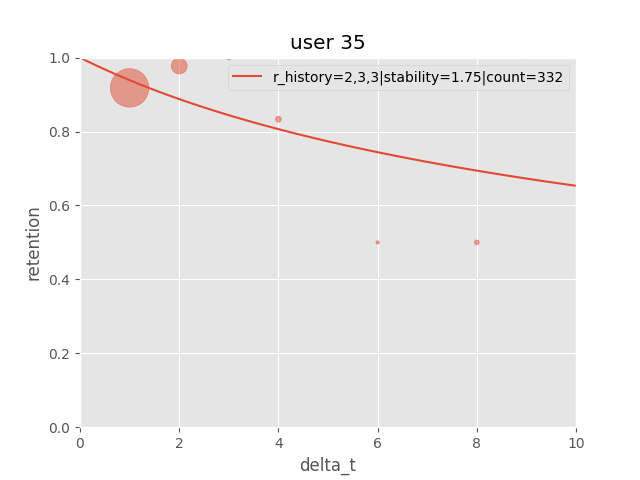 user 35
r_history=2,3,3|stability=1.75|count=332
1.0
0.8
0.6
0.4
0.2
0.0
retention
0 2 4 6 8 10
delta_t